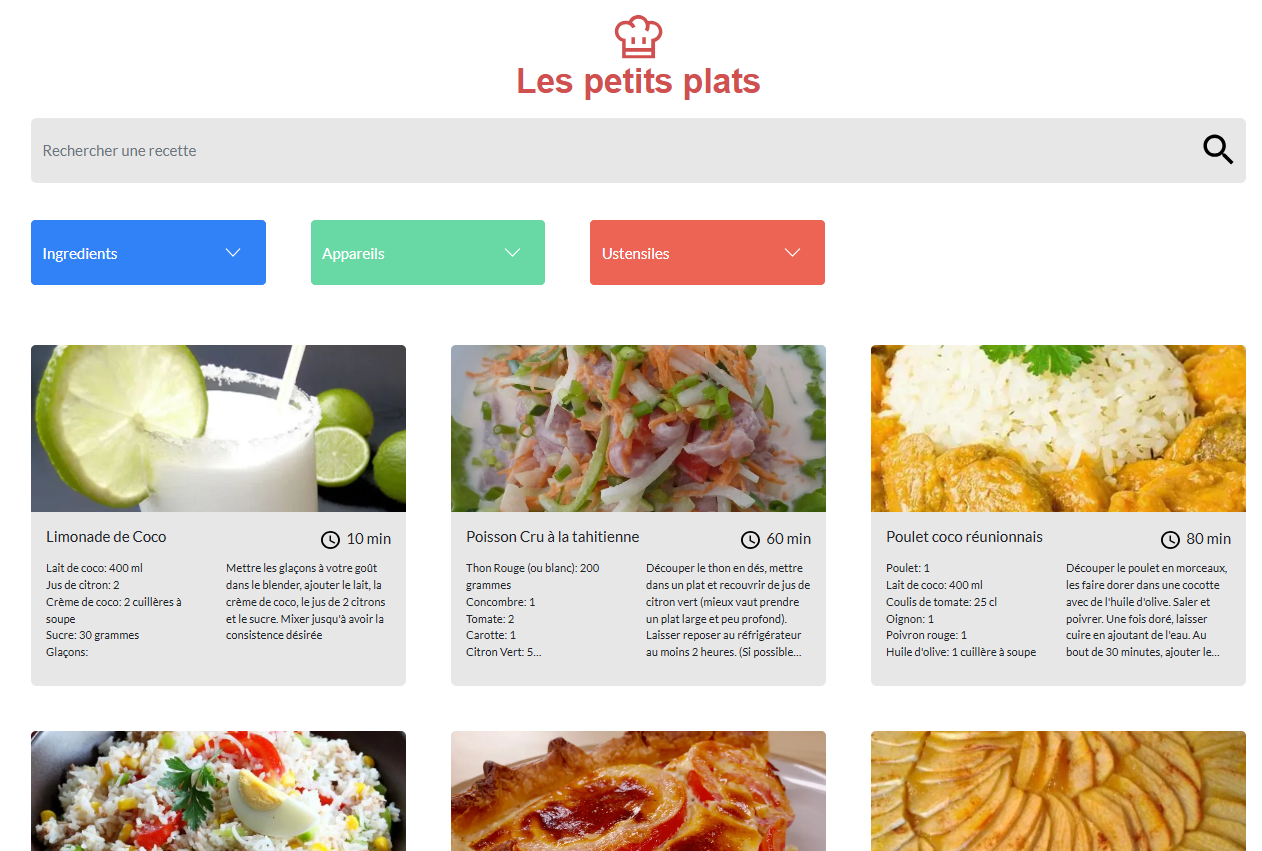 Les petits plats
Rechercher une recette
Ingredients
Appareils
Ustensiles
Limonade de Coco
10 min
Lait de coco: 400 ml
Jus de citron: 2
Crème de coco: 2 cuillères à
soupe
Sucre: 30 grammes
Glaçons:
Mettre les glaçons à votre goût
dans le blender, ajouter le lait, la
crème de coco, le jus de 2 citrons
et le sucre. Mixer jusqu'à avoir la
consistence désirée
Poisson Cru à la tahitienne
60 min
Thon Rouge (ou blanc): 200
grammes
Concombre: 1
Tomate: 2
Carotte: 1
Citron Vert: 5...
Découper le thon en dés, mettre
dans un plat et recouvrir de jus de
citron vert (mieux vaut prendre
un plat large et peu profond).
Laisser reposer au réfrigérateur
au moins 2 heures. (Si possible...
Poulet coco réunionnais
80 min
Poulet: 1
Lait de coco: 400 ml
Coulis de tomate: 25 cl
Oignon: 1
Poivron rouge: 1
Huile d'olive: 1 cuillère à soupe
Découper le poulet en morceaux,
les faire dorer dans une cocotte
avec de l'huile d'olive. Saler et
poivrer. Une fois doré, laisser
cuire en ajoutant de l'eau. Au
bout de 30 minutes, ajouter le...